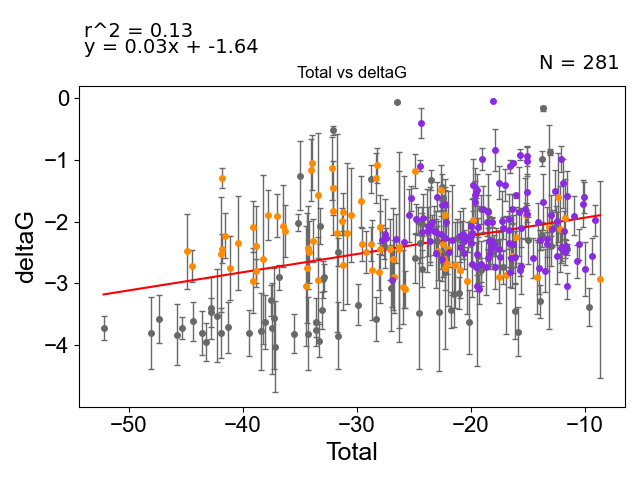 r^2 = 0.13
y = 0.03x + -1.64
N = 281
Total vs deltaG
deltaG
0
−1
−2
−3
−4
−50
−40
−30
−20
−10
Total